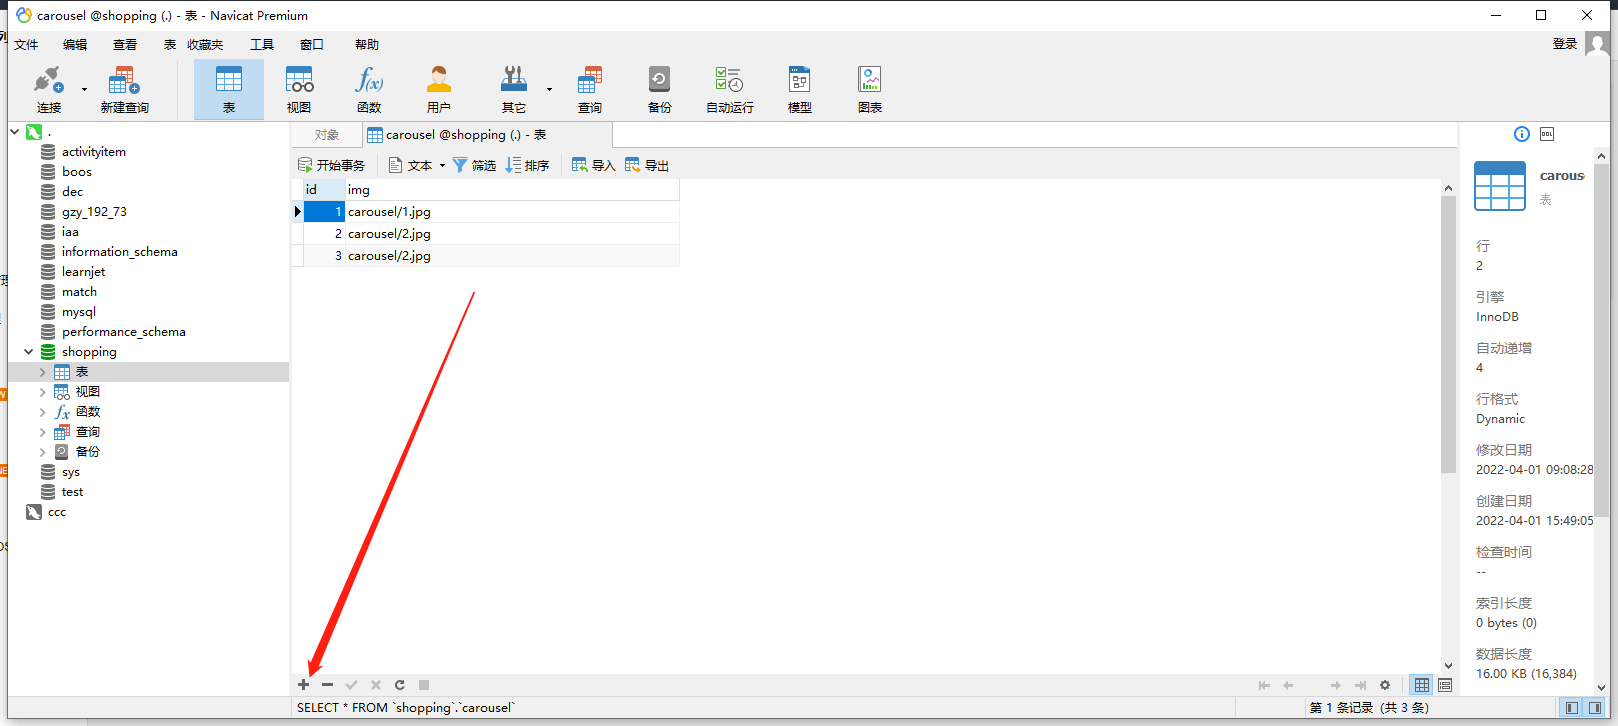 carousel @shopping (.) - 表 - Navicat Premium
文件 编辑 查看 表 收藏夹 工具 窗口 帮助 登录
连接 新建查询 表 视图 函数 用户 其它 查询 备份 自动运行 模型 图表
.
activityitem
boos
dec
gzy_192_73
iaa
information_schema
learnjet
match
mysql
performance_schema
shopping
表
视图
函数
查询
备份
sys
test
ccc
对象 carousel @shopping (.) - 表
开始事务 文本 筛选 排序 导入 导出
id img
1 carousel/1.jpg
2 carousel/2.jpg
3 carousel/2.jpg
SELECT * FROM `shopping`.`carousel`
第 1 条记录 (共 3 条)
DDL
carous
表
行
2
引擎
InnoDB
自动递增
4
行格式
Dynamic
修改日期
2022-04-01 09:08:28
创建日期
2022-04-01 15:49:05
检查时间
--
索引长度
0 bytes (0)
数据长度
16.00 KB (16,384)